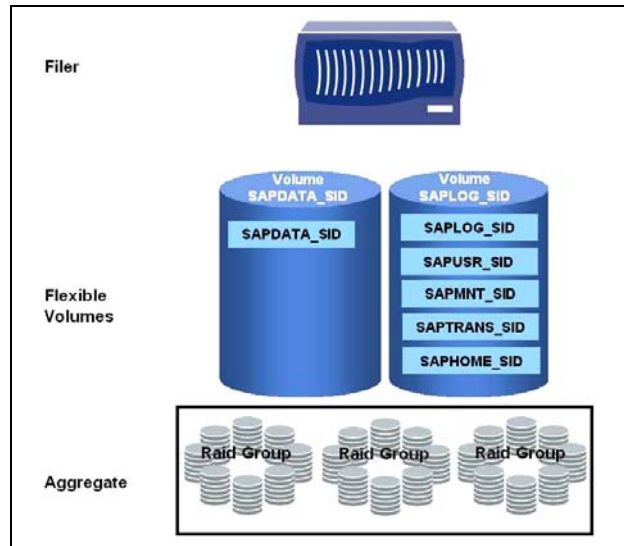 Filer
Volume
SAPDATA_SID
Volume
SAPLOG_SID
SAPDATA_SID
SAPLOG_SID
SAPUSR_SID
SAPMNT_SID
SAPTRANS_SID
SAPHOME_SID
Flexible
Volumes
Raid Group
Raid Group
Raid Group
Aggregate